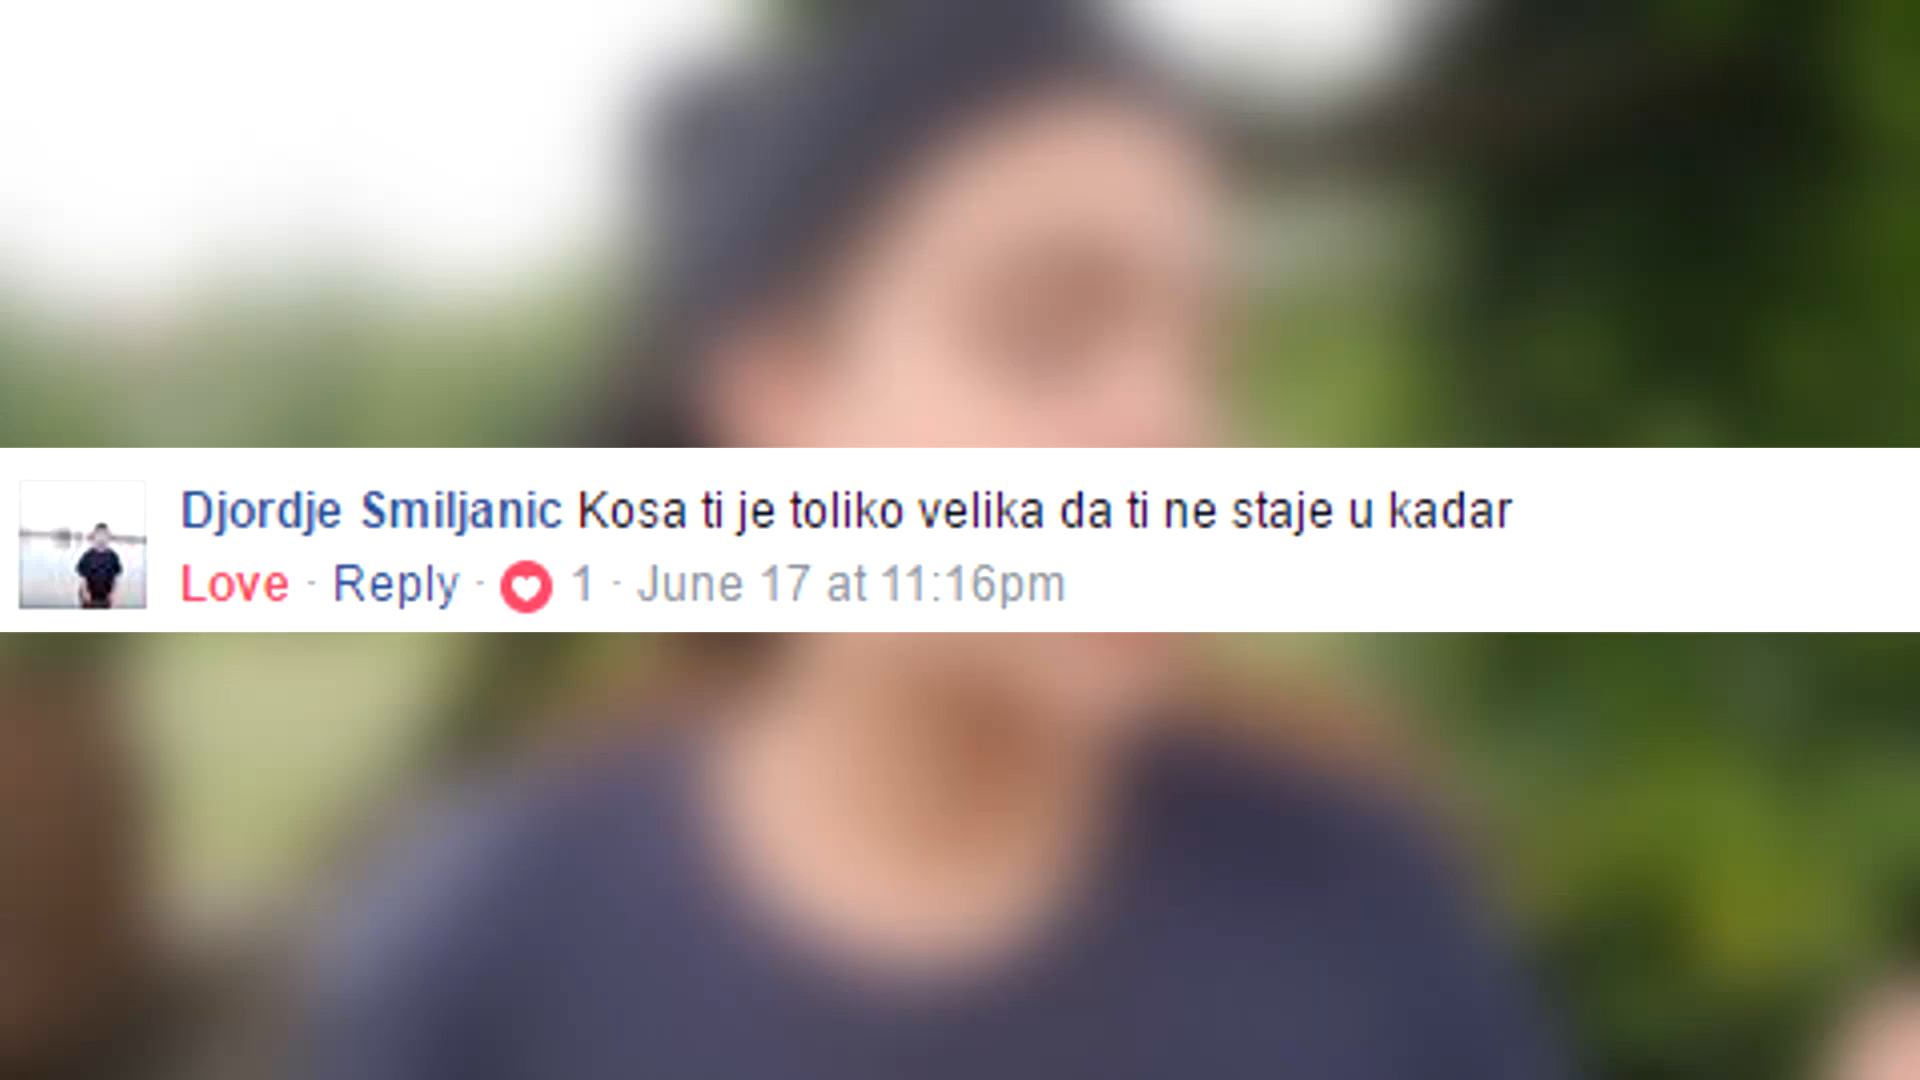 Djordje Smiljanic Kosa ti je toliko velika da ti ne staje u kadar
Love · Reply · 1 · June 17 at 11:16pm